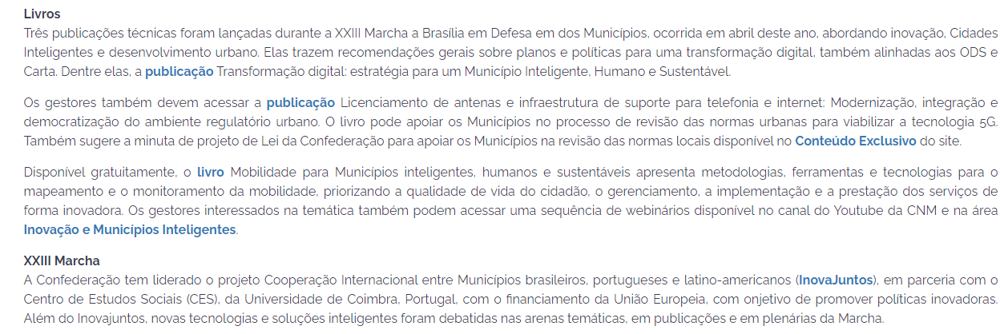 Livros
Três publicações técnicas foram lançadas durante a XXIII Marcha a Brasília em Defesa em dos Municípios, ocorrida em abril deste ano, abordando inovação, Cidades
Inteligentes e desenvolvimento urbano. Elas trazem recomendações gerais sobre planos e políticas para uma transformação digital, também alinhadas aos ODS e
Carta. Dentre elas, a publicação Transformação digital: estratégia para um Município Inteligente, Humano e Sustentável.
Os gestores também devem acessar a publicação Licenciamento de antenas e infraestrutura de suporte para telefonia e internet: Modernização, integração e
democratização do ambiente regulatório urbano. O livro pode apoiar os Municípios no processo de revisão das normas urbanas para viabilizar a tecnologia 5G.
Também sugere a minuta de projeto de Lei da Confederação para apoiar os Municípios na revisão das normas locais disponível no Conteúdo Exclusivo do site.
Disponível gratuitamente, o livro Mobilidade para Municípios inteligentes, humanos e sustentáveis apresenta metodologias, ferramentas e tecnologias para o
mapeamento e o monitoramento da mobilidade, priorizando a qualidade de vida do cidadão, o gerenciamento, a implementação e a prestação dos serviços de
forma inovadora. Os gestores interessados na temática também podem acessar uma sequência de webinários disponível no canal do Youtube da CNM e na área
Inovação e Municípios Inteligentes.
XXIII Marcha
A Confederação tem liderado o projeto Cooperação Internacional entre Municípios brasileiros, portugueses e latino-americanos (InovaJuntos), em parceria com o
Centro de Estudos Sociais (CES), da Universidade de Coimbra, Portugal, com o financiamento da União Europeia, com onjetivo de promover políticas inovadoras.
Além do Inovajuntos, novas tecnologias e soluções inteligentes foram debatidas nas arenas temáticas, em publicações e em plenárias da Marcha.